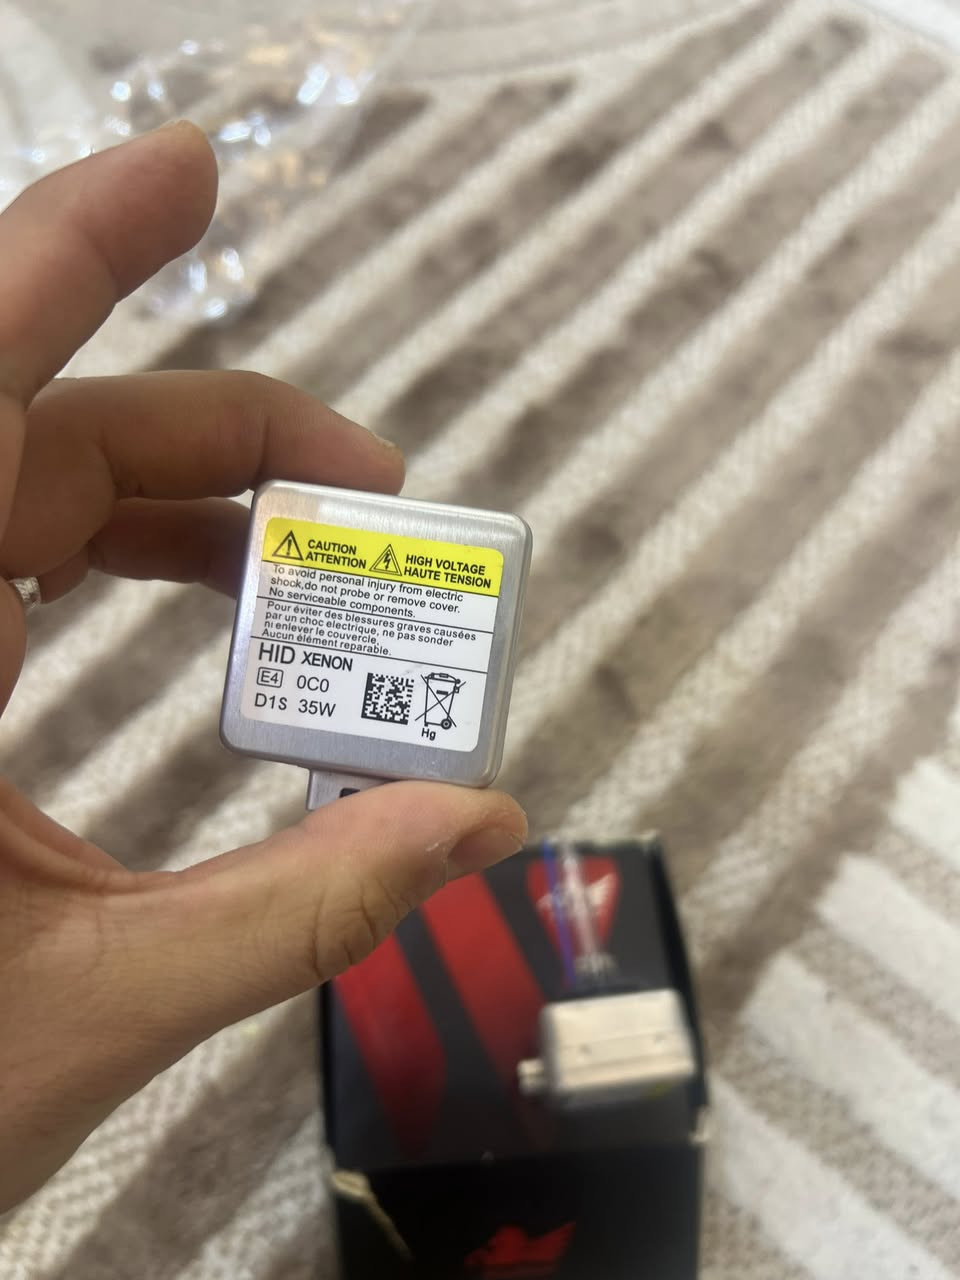 CAUTION
ATTENTION
HIGH VOLTAGE
HAUTE TENSION
To avoid personal injury from electric
shock,do not probe or remove cover.
No serviceable components.
Pour éviter des blessures graves causées
par un choc electrique, ne pas sonder
ni enlever le couvercle,
Aucun élément reparable.
HID XENON
E4 0C0
D1S 35W
Hg